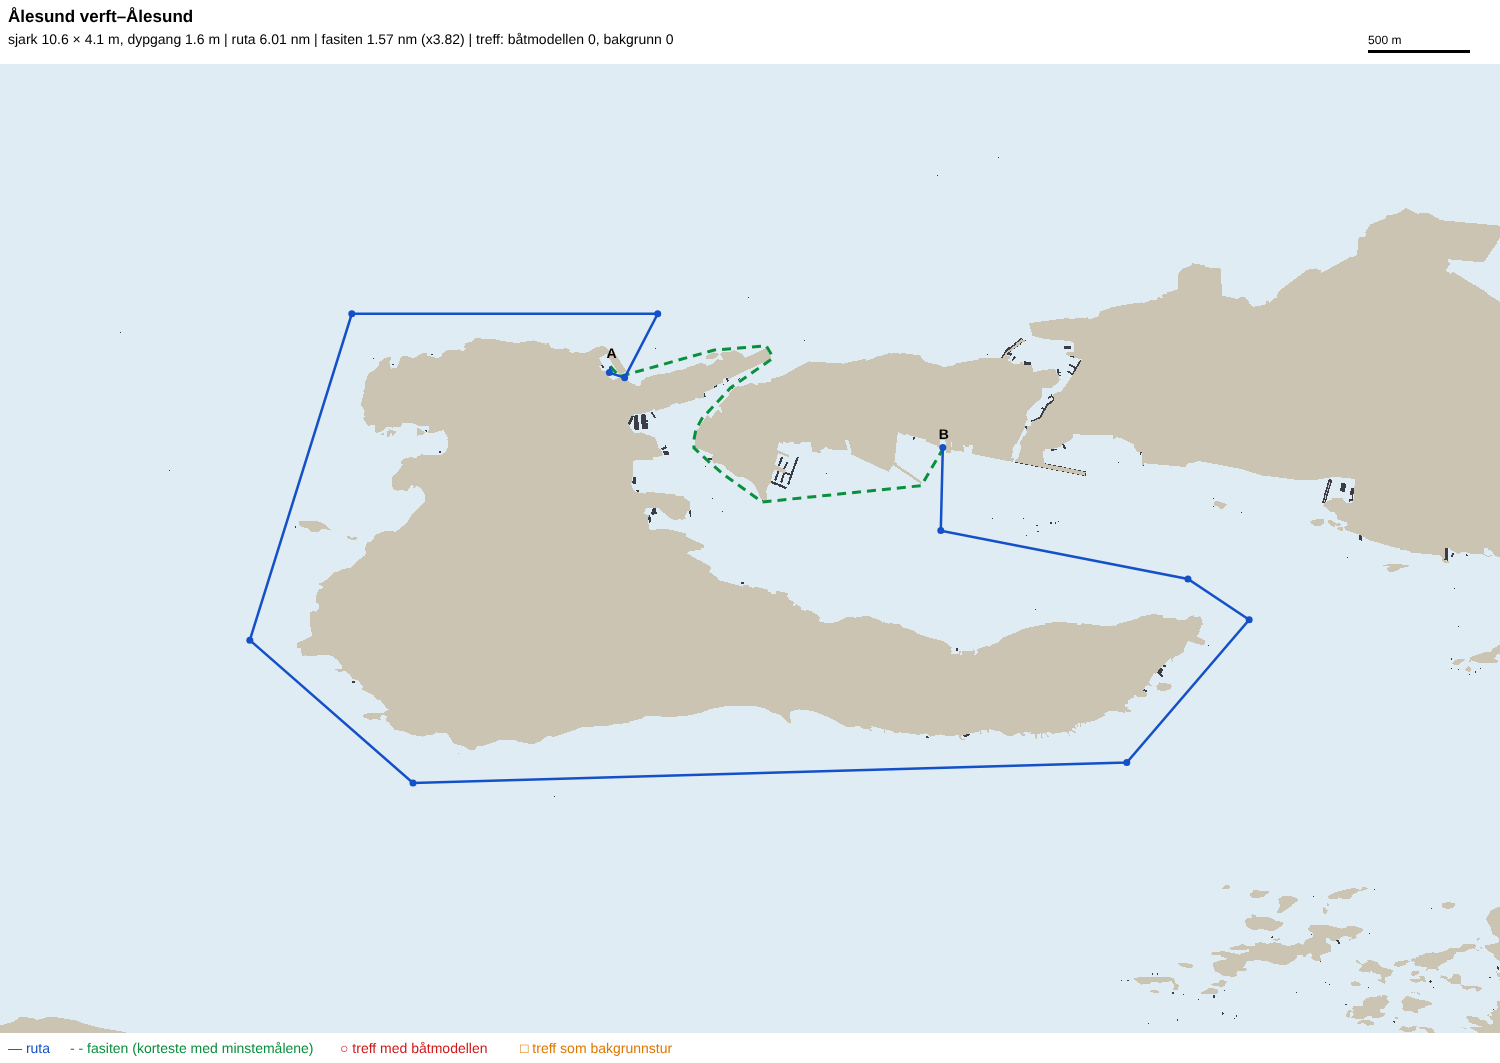 Ålesund verft–Ålesund
sjark 10.6 × 4.1 m, dypgang 1.6 m | ruta 6.01 nm | fasiten 1.57 nm (x3.82) | treff: båtmodellen 0, bakgrunn 0
500 m
A
B
— ruta - - fasiten (korteste med minstemålene) ○ treff med båtmodellen □ treff som bakgrunnstur